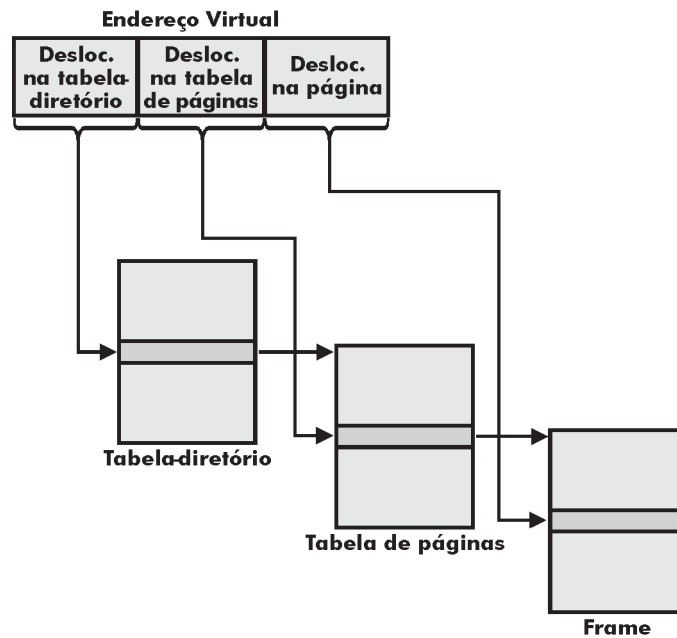 Endereço Virtual
Desloc.
na tabela-
diretório
Desloc.
na tabela
de páginas
Desloc.
na página
Tabela-diretório
Tabela de páginas
Frame